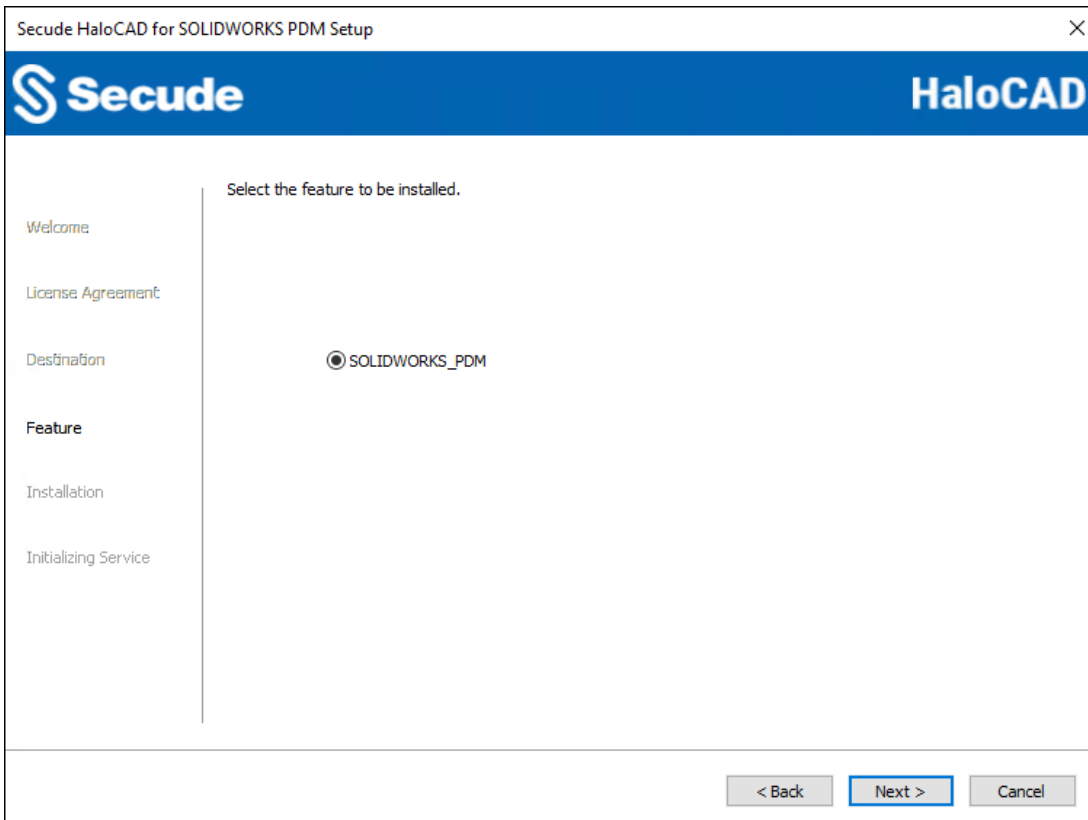 Secude HaloCAD for SOLIDWORKS PDM Setup
Secude
HaloCAD
Select the feature to be installed.
Welcome
License Agreement
Destination
SOLIDWORKS_PDM
Feature
Installation
Initializing Service
< Back
Next >
Cancel